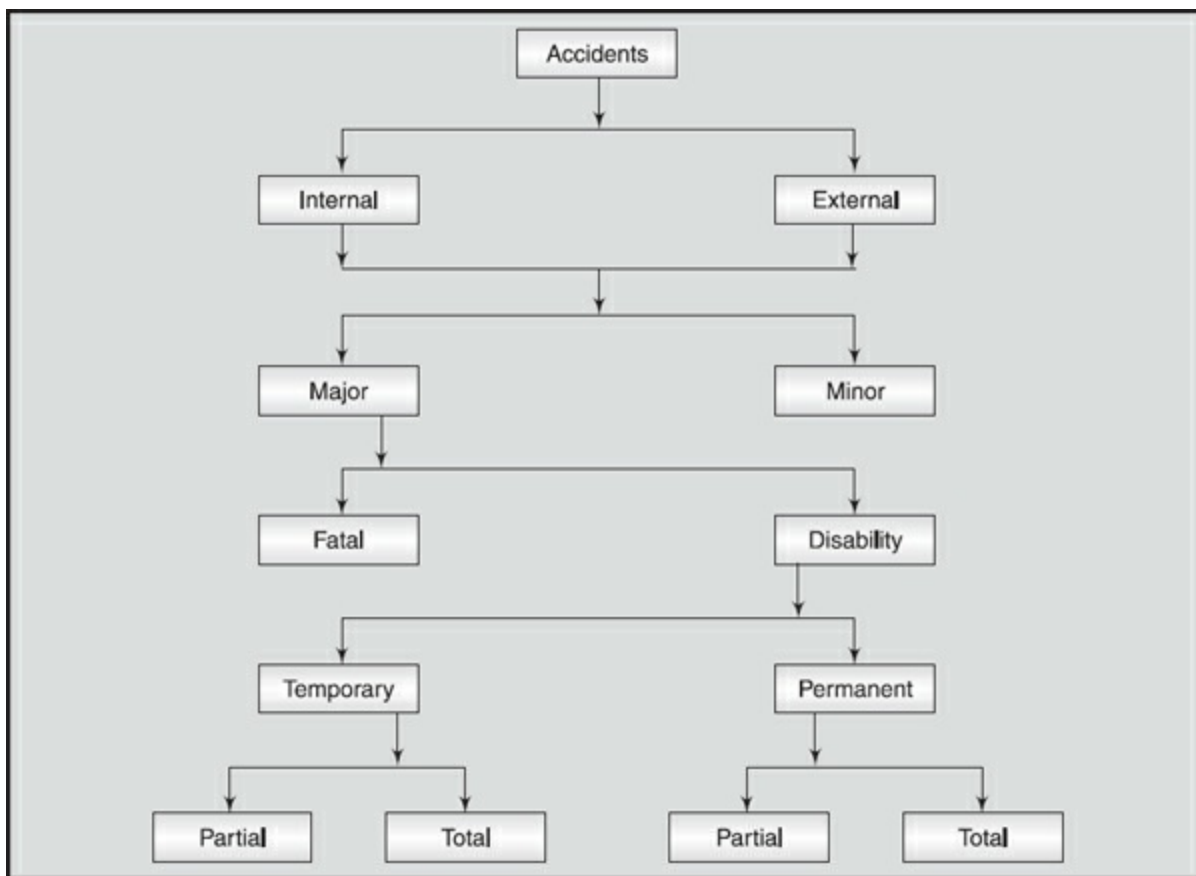 Accidents
Internal
External
Major
Minor
Fatal
Disability
Temporary
Permanent
Partial
Total
Partial
Total